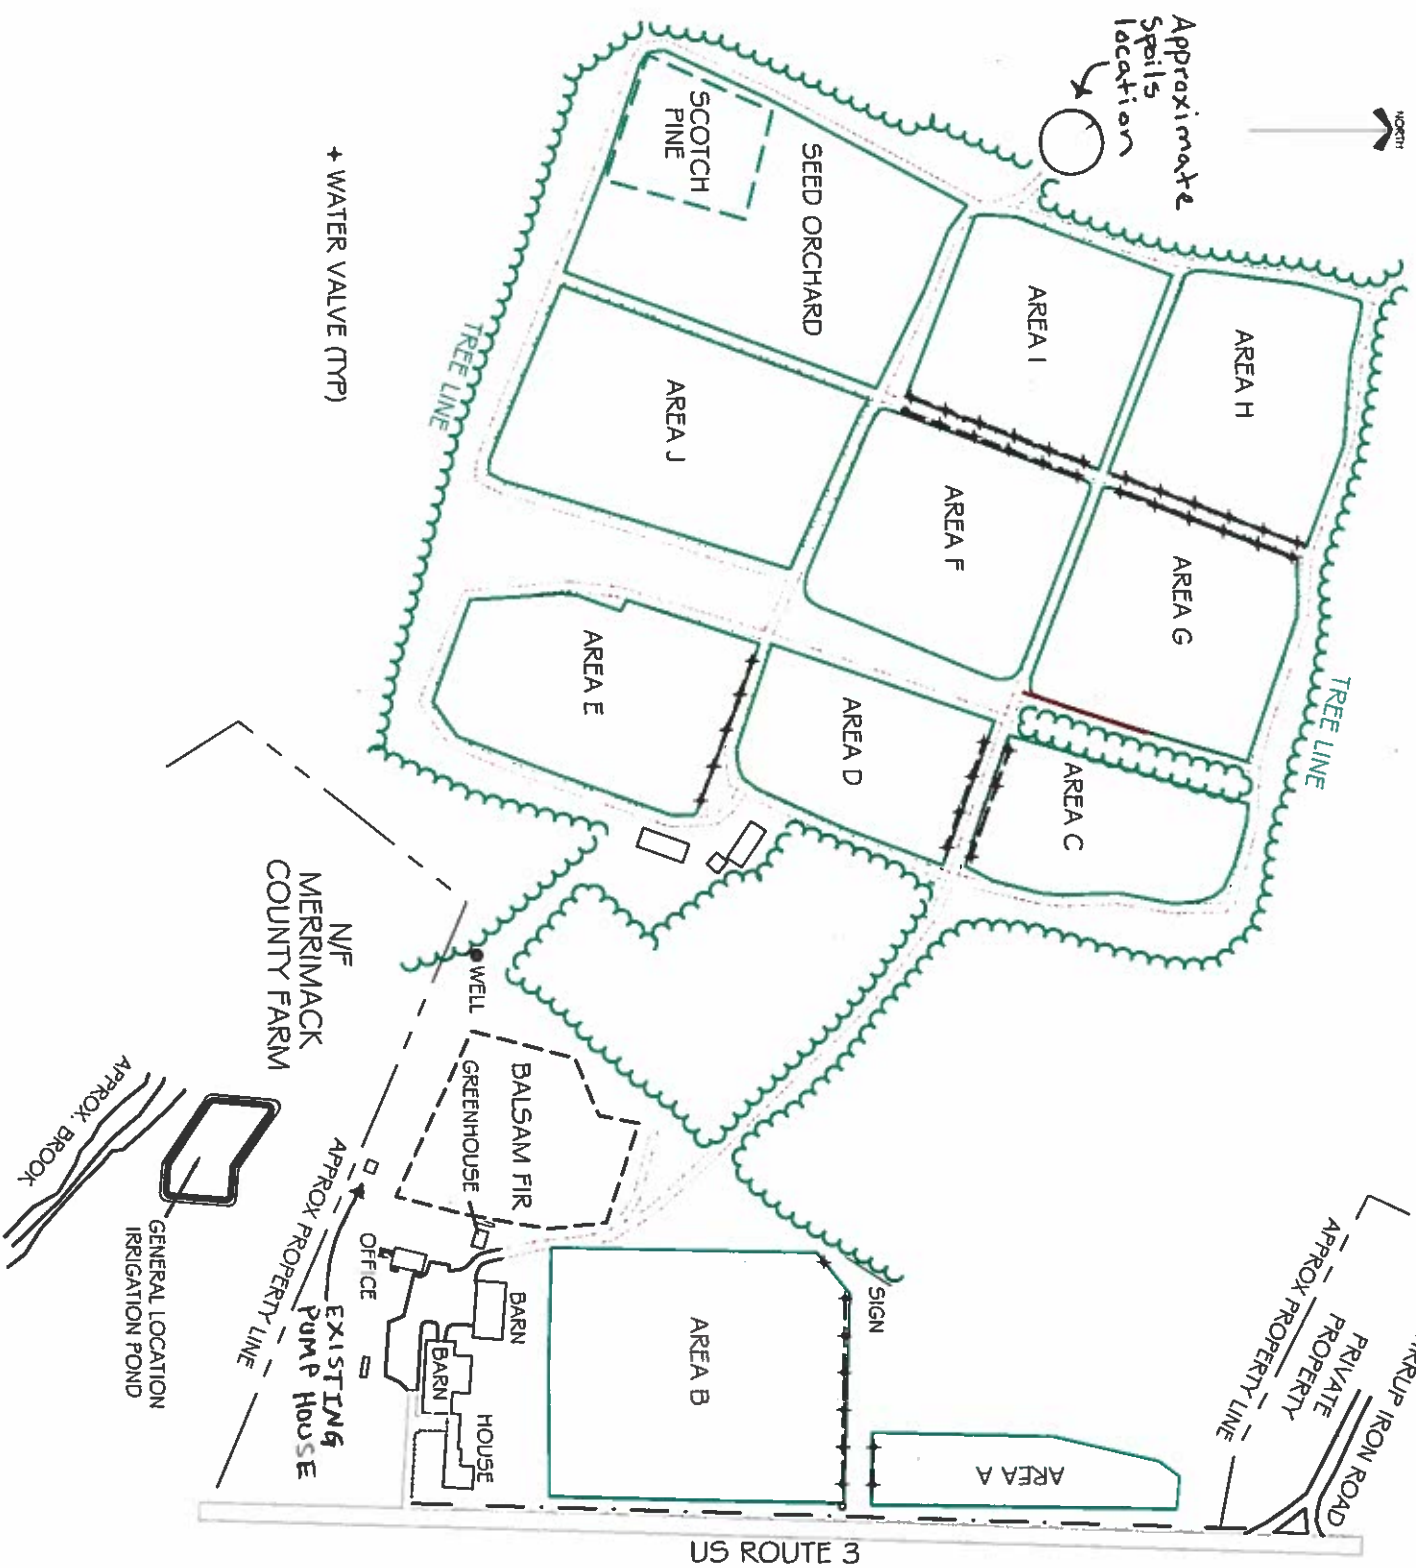 Approximate
Spoils
location
NORTH
SCOTCH
PINE
SEED ORCHARD
AREA I
AREA H
+ WATER VALVE (TYP)
TREE LINE
AREA J
AREA F
AREA G
TREE LINE
AREA E
AREA D
AREA C
N/F
MERRIMACK
COUNTY FARM
WELL
BALSAM FIR
GREENHOUSE
APPROX. BROOK
APPROX PROPERTY LINE
GENERAL LOCATION
IRRIGATION POND
OFFICE
EXISTING
PUMP HOUSE
BARN
BARN
HOUSE
AREA B
SIGN
AREA A
APPROX PROPERTY LINE
PRIVATE
PROPERTY
IRON ROAD
US ROUTE 3